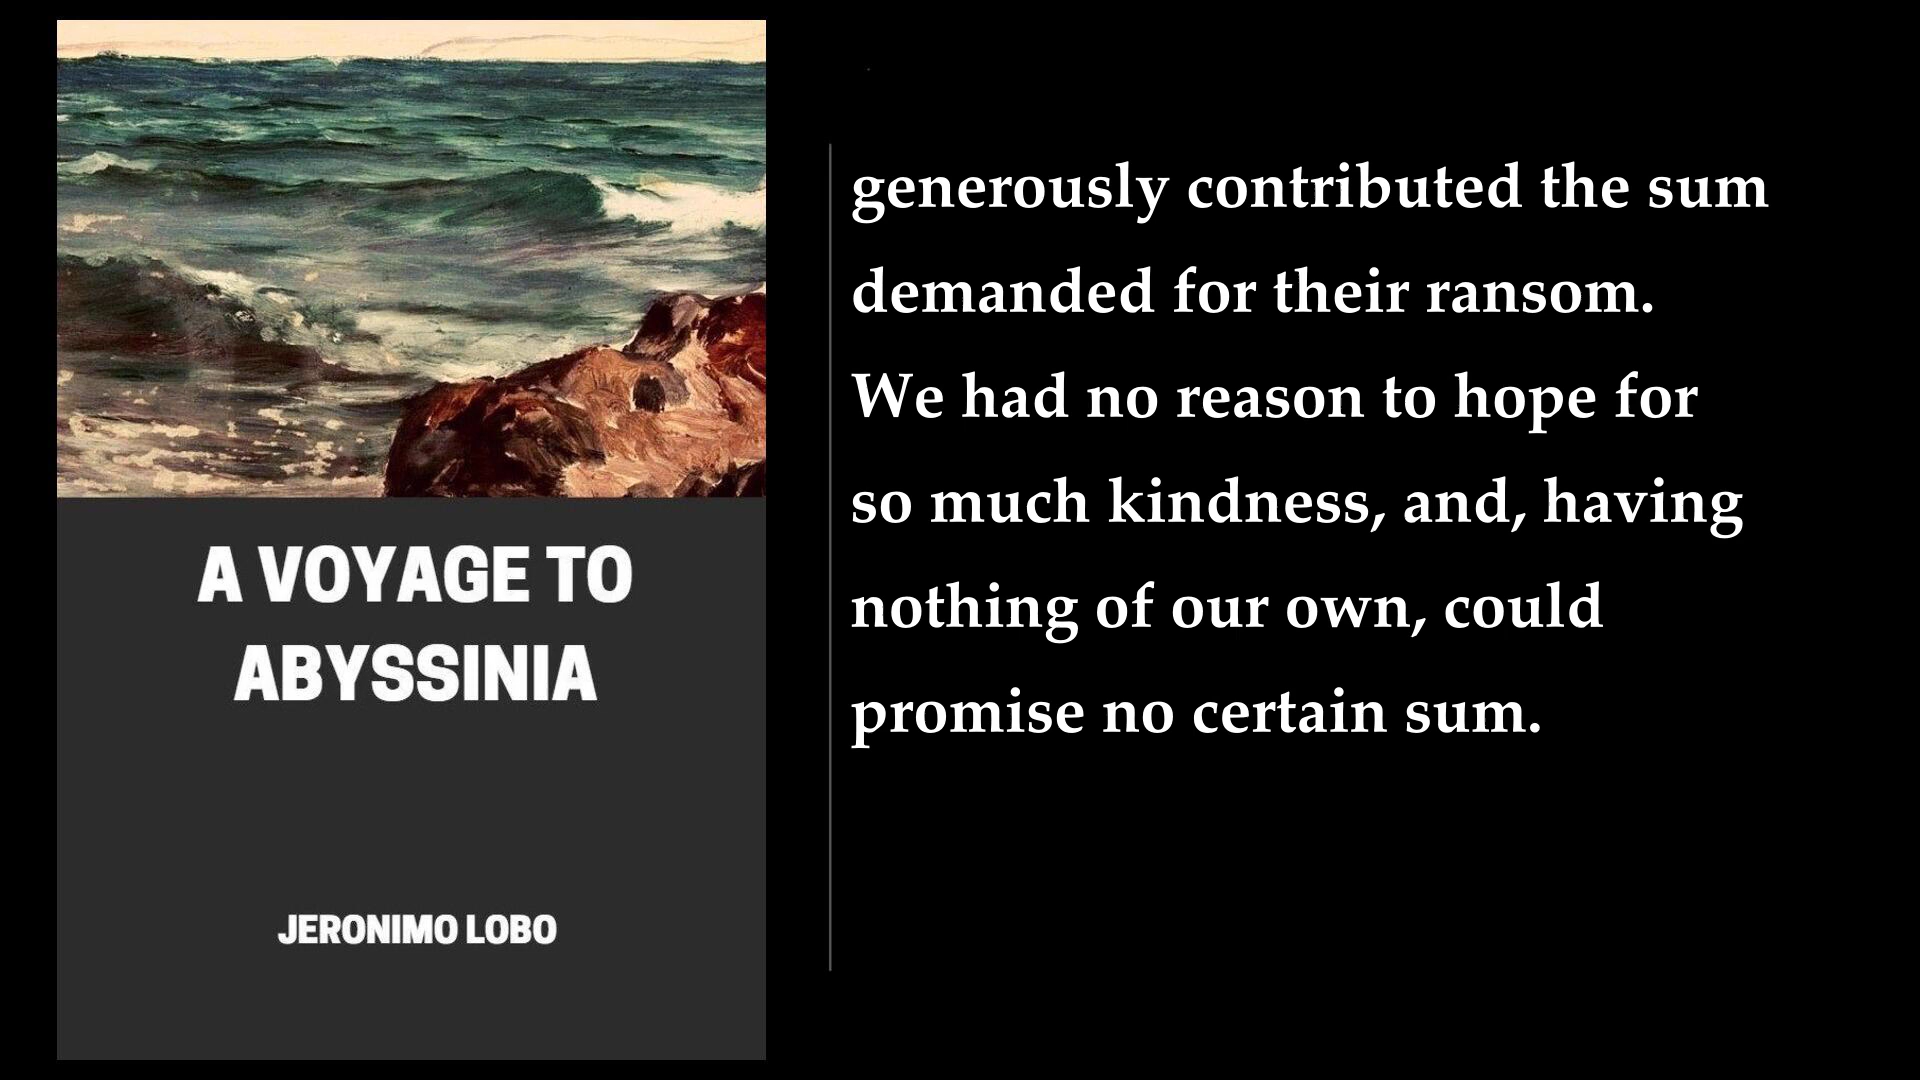 A VOYAGE TO
ABYSSINIA
JERONIMO LOBO
generously contributed the sum
demanded for their ransom.
We had no reason to hope for
so much kindness, and, having
nothing of our own, could
promise no certain sum.